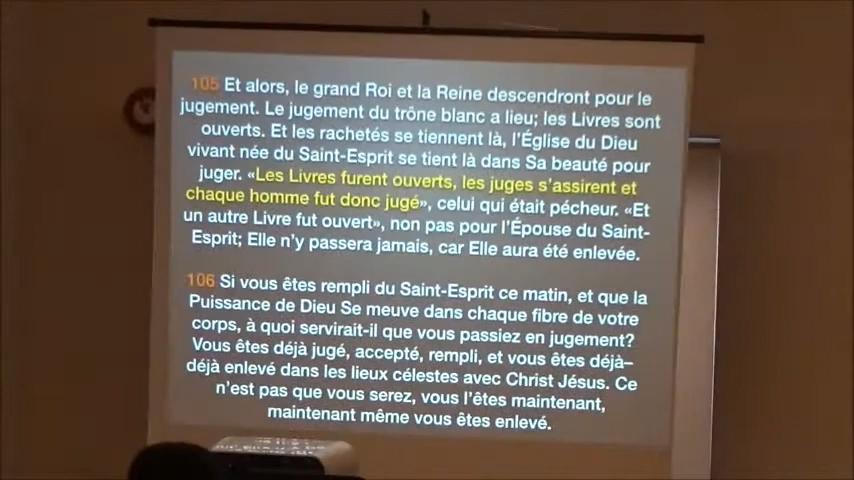 105 Et alors, le grand Roi et la Reine descendront pour le
jugement. Le jugement du trône blanc a lieu; les Livres sont
ouverts. Et les rachetés se tiennent là, l'Église du Dieu
vivant née du Saint-Esprit se tient là dans Sa beauté pour
juger. «Les Livres furent ouverts, les juges s'assirent et
chaque homme fut donc jugé», celui qui était pécheur. «Et
un autre Livre fut ouvert», non pas pour l'Épouse du Saint-
Esprit; Elle n'y passera jamais, car Elle aura été enlevée.
106 Si vous êtes rempli du Saint-Esprit ce matin, et que la
Puissance de Dieu Se meuve dans chaque fibre de votre
corps, à quoi servirait-il que vous passiez en jugement?
Vous êtes déjà jugé, accepté, rempli, et vous êtes déjà–
déjà enlevé dans les lieux célestes avec Christ Jésus. Ce
n'est pas que vous serez, vous l'êtes maintenant,
maintenant même vous êtes enlevé.